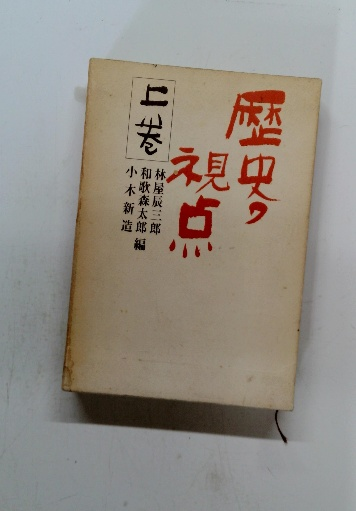 歴史の
視点
上巻
林屋辰三郎
和歌森太郎 編
小木新造